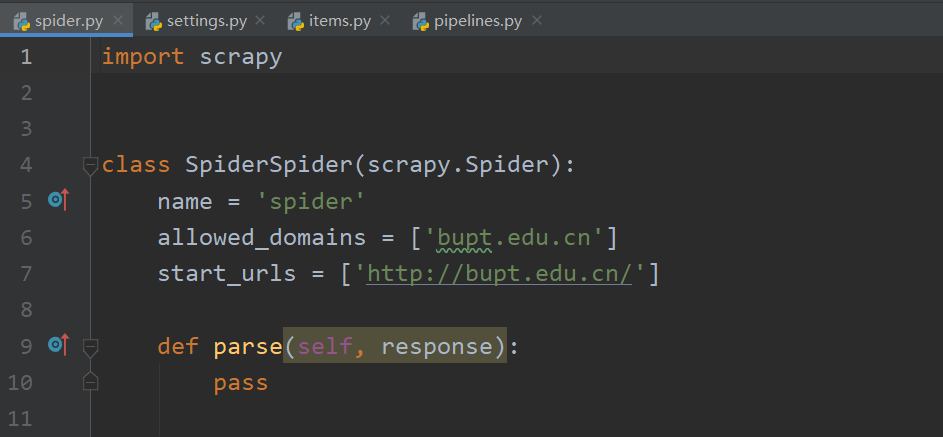 spider.py settings.py items.py pipelines.py
1 import scrapy
2
3
4 class SpiderSpider(scrapy.Spider):
5 name = 'spider'
6 allowed_domains = ['bupt.edu.cn']
7 start_urls = ['http://bupt.edu.cn/']
8
9 def parse(self, response):
10 pass
11